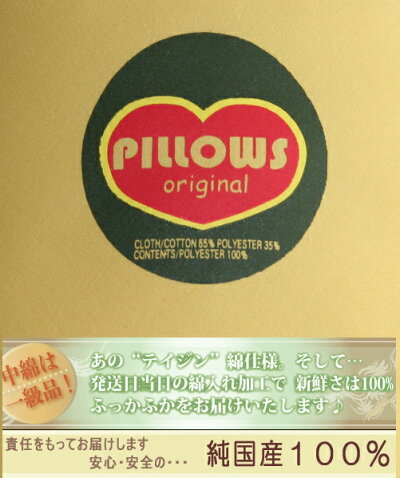 PILLOWS
original
CLOTH/COTTON 65% POLYESTER 35%
CONTENTS/POLYESTER 100%
中綿は
一級品！
あの“テイジン”綿仕様。そして…
発送日当日の綿入れ加工で 新鮮さは100%
ふっかふかをお届けいたします♪
責任をもってお届けします
安心・安全の・・・
純国産１００％